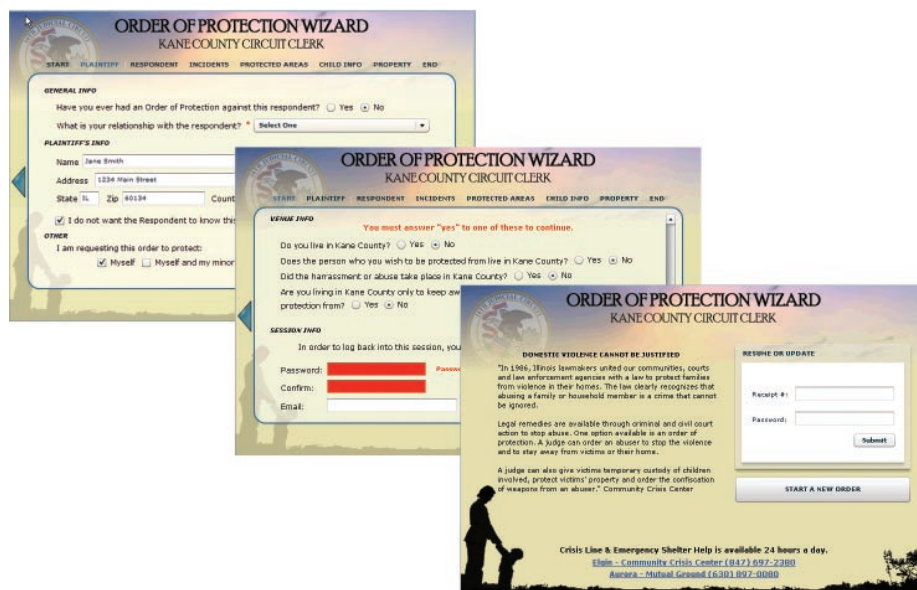 ORDER OF PROTECTION WIZARD
KANE COUNTY CIRCUIT CLERK
START PLAINTIFF RESPONDENT INCIDENTS PROTECTED AREAS CHILD INFO PROPERTY END
GENERAL INFO
Have you ever had an Order of Protection against this respondent? Yes No
What is your relationship with the respondent? * Select One
PLAINTIFF'S INFO
Name Jane Smith
Address 1234 Main Street
State IL Zip 60134 Count
I do not want the Respondent to know this
OTHER
I am requesting this order to protect:
Myself Myself and my minor
ORDER OF PROTECTION WIZARD
KANE COUNTY CIRCUIT CLERK
START PLAINTIFF RESPONDENT INCIDENTS PROTECTED AREAS CHILD INFO PROPERTY END
VENUE INFO
You must answer "yes" to one of these to continue.
Do you live in Kane County? Yes No
Does the person who you wish to be protected from live in Kane County? Yes No
Did the harrassment or abuse take place in Kane County? Yes No
Are you living in Kane County only to keep aw
protection from? Yes No
SESSION INFO
In order to log back into this session, you
Password: Passwo
Confirm:
Email:
ORDER OF PROTECTION WIZARD
KANE COUNTY CIRCUIT CLERK
DOMESTIC VIOLENCE CANNOT BE JUSTIFIED
"In 1986, Illinois lawmakers united our communities, courts
and law enforcement agencies with a law to protect families
from violence in their homes. The law clearly recognizes that
abusing a family or household member is a crime that cannot
be ignored.
Legal remedies are available through criminal and civil court
action to stop abuse. One option available is an order of
protection. A judge can order an abuser to stop the violence
and to stay away from victims or their home.
A judge can also give victims temporary custody of children
involved, protect victims' property and order the confiscation
of weapons from an abuser." Community Crisis Center
RESUME OR UPDATE
Receipt #:
Password:
Submit
START A NEW ORDER
Crisis Line & Emergency Shelter Help is available 24 hours a day.
Elgin - Community Crisis Center (847) 697-2380
Aurora - Mutual Ground (630) 897-0080